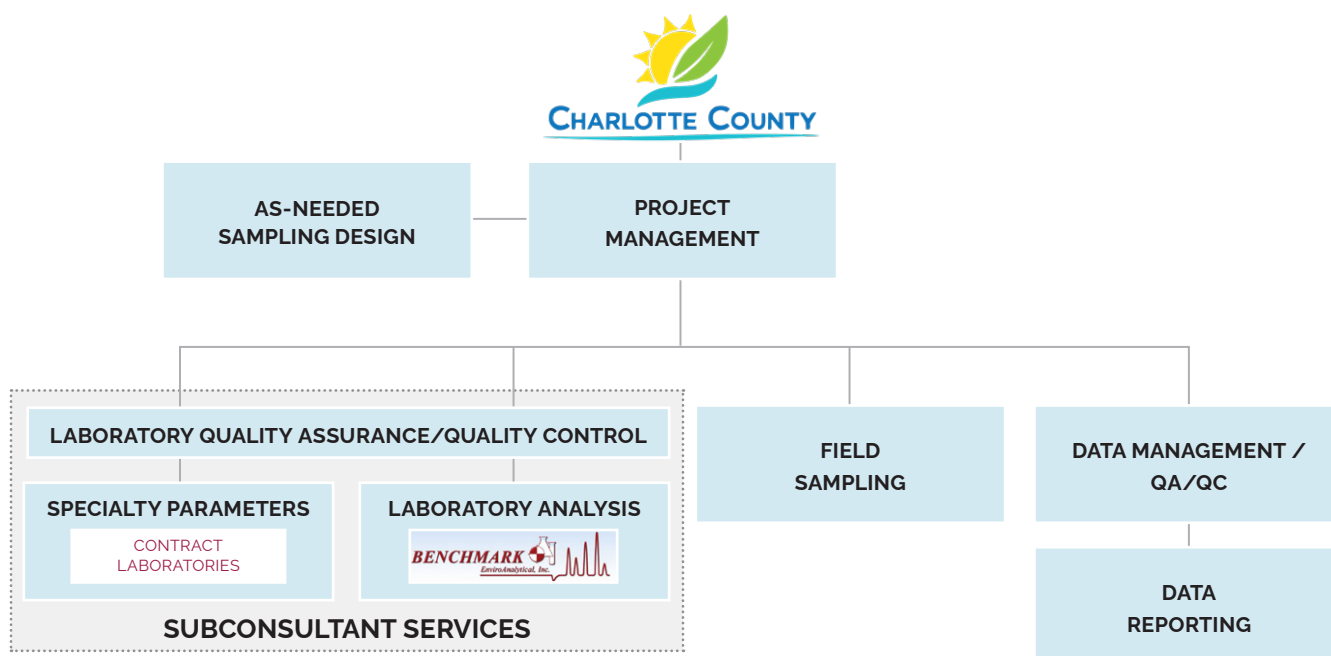 CHARLOTTE COUNTY
AS-NEEDED
SAMPLING DESIGN
PROJECT
MANAGEMENT
LABORATORY QUALITY ASSURANCE/QUALITY CONTROL
SPECIALTY PARAMETERS
CONTRACT
LABORATORIES
LABORATORY ANALYSIS
BENCHMARK
EnviroAnalytical, Inc.
SUBCONSULTANT SERVICES
FIELD
SAMPLING
DATA MANAGEMENT /
QA/QC
DATA
REPORTING